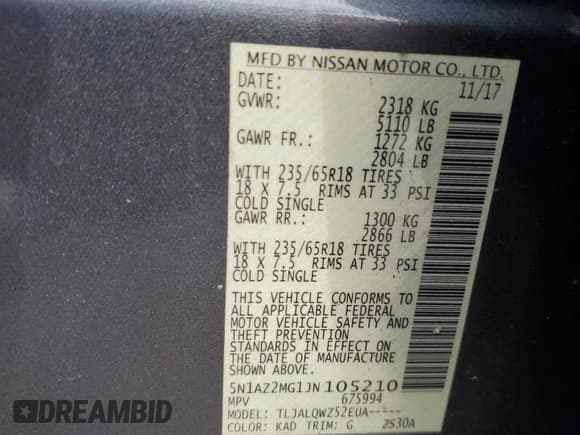 MFD BY NISSAN MOTOR CO., LTD.
DATE: 11/17
GVWR: 2318 KG
5110 LB
GAWR FR.: 1272 KG
2804 LB
WITH 235/65R18 TIRES
18 X 7.5 RIMS AT 33 PSI
COLD SINGLE
GAWR RR.: 1300 KG
2866 LB
WITH 235/65R18 TIRES
18 X 7.5 RIMS AT 33 PSI
COLD SINGLE
THIS VEHICLE CONFORMS TO
ALL APPLICABLE FEDERAL
MOTOR VEHICLE SAFETY AND
THEFT PREVENTION
STANDARDS IN EFFECT ON
THE DATE OF MANUFACTURE
SHOWN ABOVE.
5N1AZ2MG1JN105210
MPV 675994
MODEL: TLJALQWZ52EUA-----
COLOR: KAD TRIM: G 2S30A
EPICBIDAUTO.COM